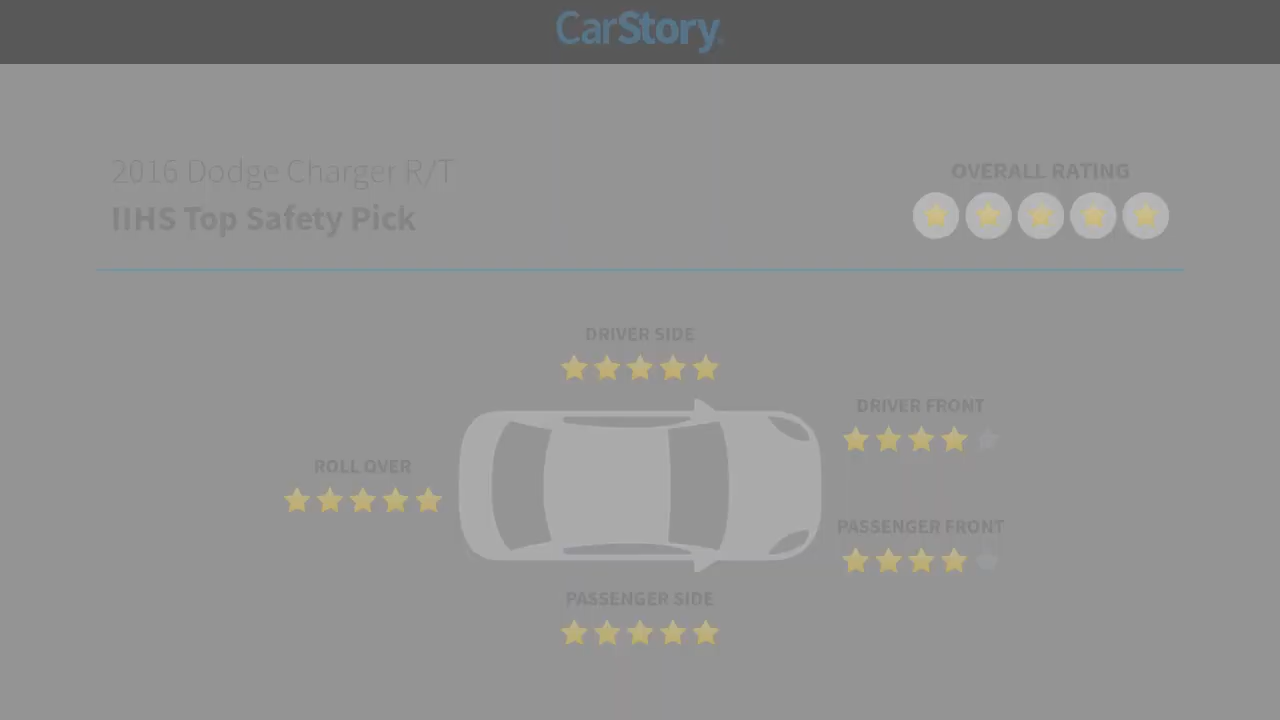 CarStory
2016 Dodge Charger R/T
IIHS Top Safety Pick
OVERALL RATING
DRIVER SIDE
DRIVER FRONT
ROLL OVER
PASSENGER FRONT
PASSENGER SIDE